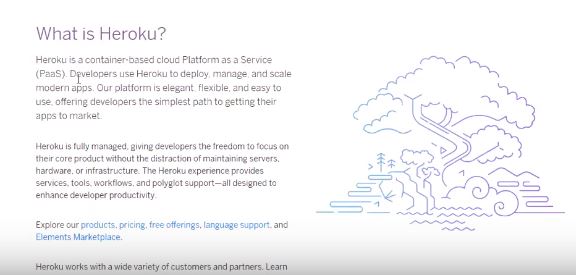 What is Heroku?
Heroku is a container-based cloud Platform as a Service
(PaaS). Developers use Heroku to deploy, manage, and scale
modern apps. Our platform is elegant, flexible, and easy to
use, offering developers the simplest path to getting their
apps to market.
Heroku is fully managed, giving developers the freedom to focus on
their core product without the distraction of maintaining servers,
hardware, or infrastructure. The Heroku experience provides
services, tools, workflows, and polyglot support—all designed to
enhance developer productivity.
Explore our products, pricing, free offerings, language support, and
Elements Marketplace.
Heroku works with a wide variety of customers and partners. Learn